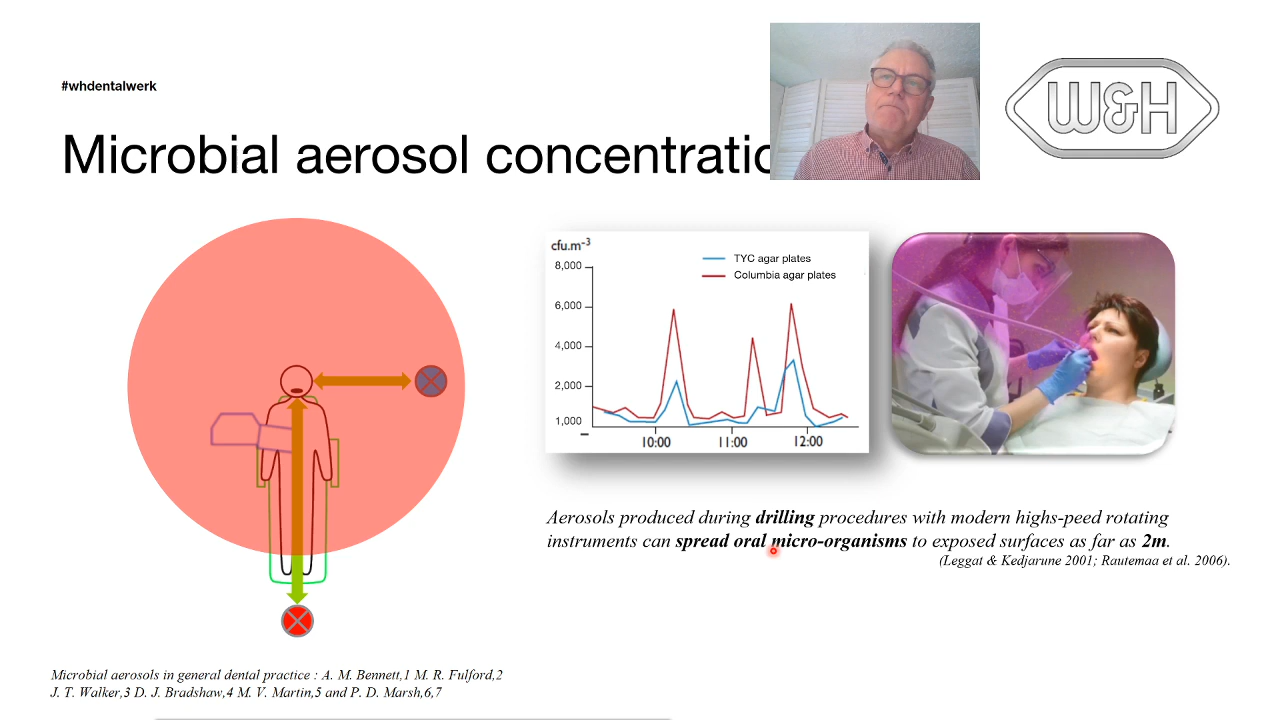 #whdentalwerk
W&H
Microbial aerosol concentratio
cfu.m-3
TYC agar plates
Columbia agar plates
8,000
6,000
4,000
2,000
1,000
10:00 11:00 12:00
Aerosols produced during drilling procedures with modern highs-peed rotating
instruments can spread oral micro-organisms to exposed surfaces as far as 2m.
(Leggat & Kedjarune 2001; Rautemaa et al. 2006).
Microbial aerosols in general dental practice : A. M. Bennett,1 M. R. Fulford,2
J. T. Walker,3 D. J. Bradshaw,4 M. V. Martin,5 and P. D. Marsh,6,7